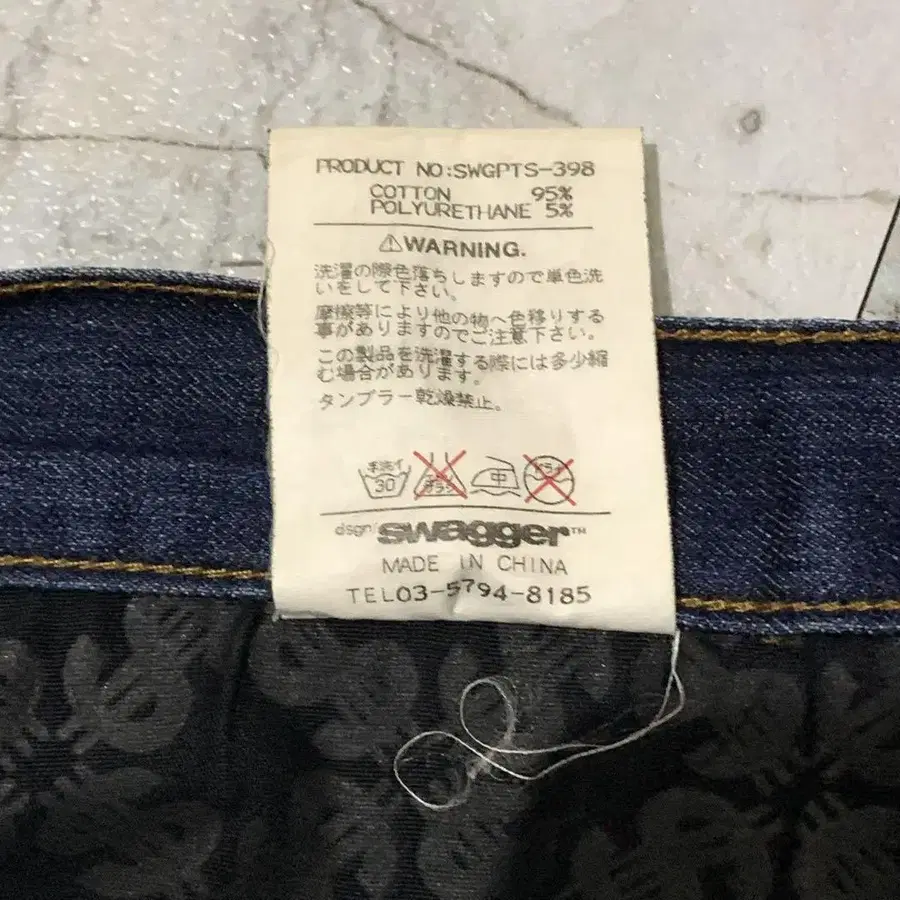 PRODUCT NO:SWGPTS-398
COTTON 95%
POLYURETHANE 5%
⚠WARNING.
洗濯の際色落ちしますので単色洗
いをして下さい。
摩擦等により他の物へ色移りする
事がありますのでご注意下さい。
この製品を洗濯する際には多少縮
む場合があります。
タンブラー乾燥禁止。
手洗イ
30
中
dsgn/swagger™
MADE IN CHINA
TEL03-5794-8185